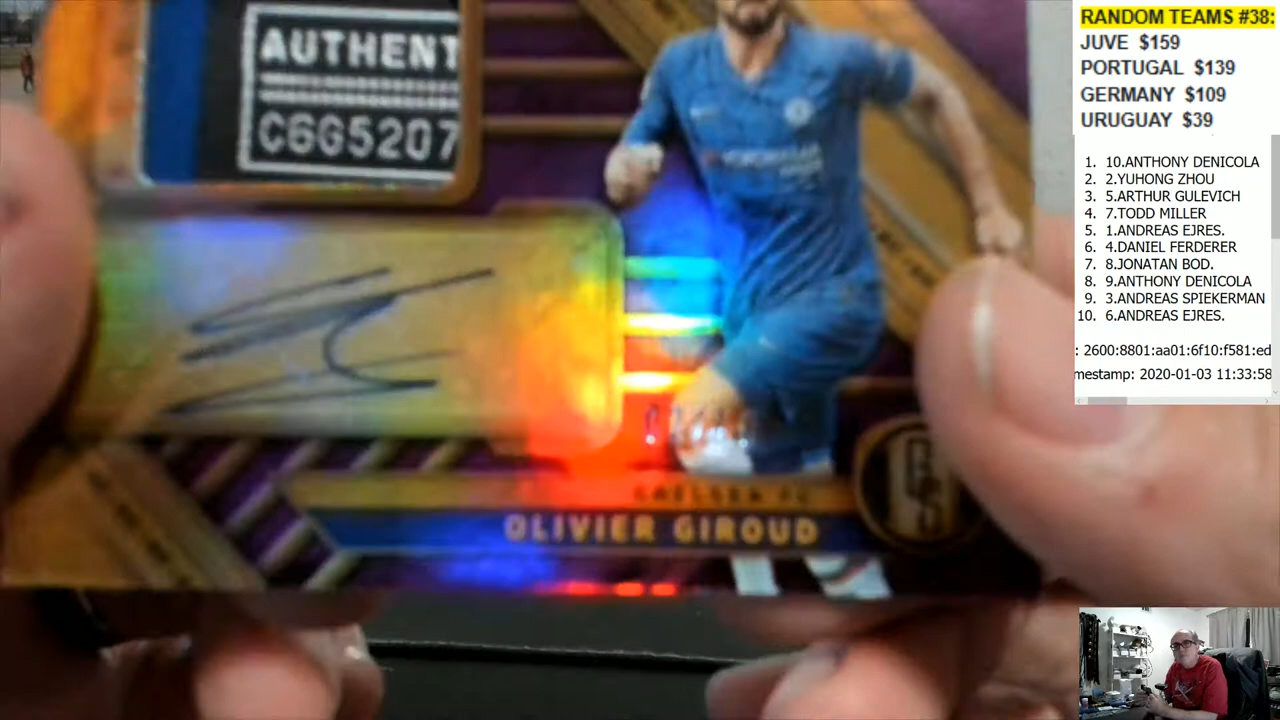 AUTHENT
C6G5207
CHELSEA FC
OLIVIER GIROUD
RANDOM TEAMS #38:
JUVE $159
PORTUGAL $139
GERMANY $109
URUGUAY $39
1. 10.ANTHONY DENICOLA
2. 2.YUHONG ZHOU
3. 5.ARTHUR GULEVICH
4. 7.TODD MILLER
5. 1.ANDREAS EJRES.
6. 4.DANIEL FERDERER
7. 8.JONATAN BOD.
8. 9.ANTHONY DENICOLA
9. 3.ANDREAS SPIEKERMAN
10. 6.ANDREAS EJRES.
: 2600:8801:aa01:6f10:f581:ed
mestamp: 2020-01-03 11:33:58